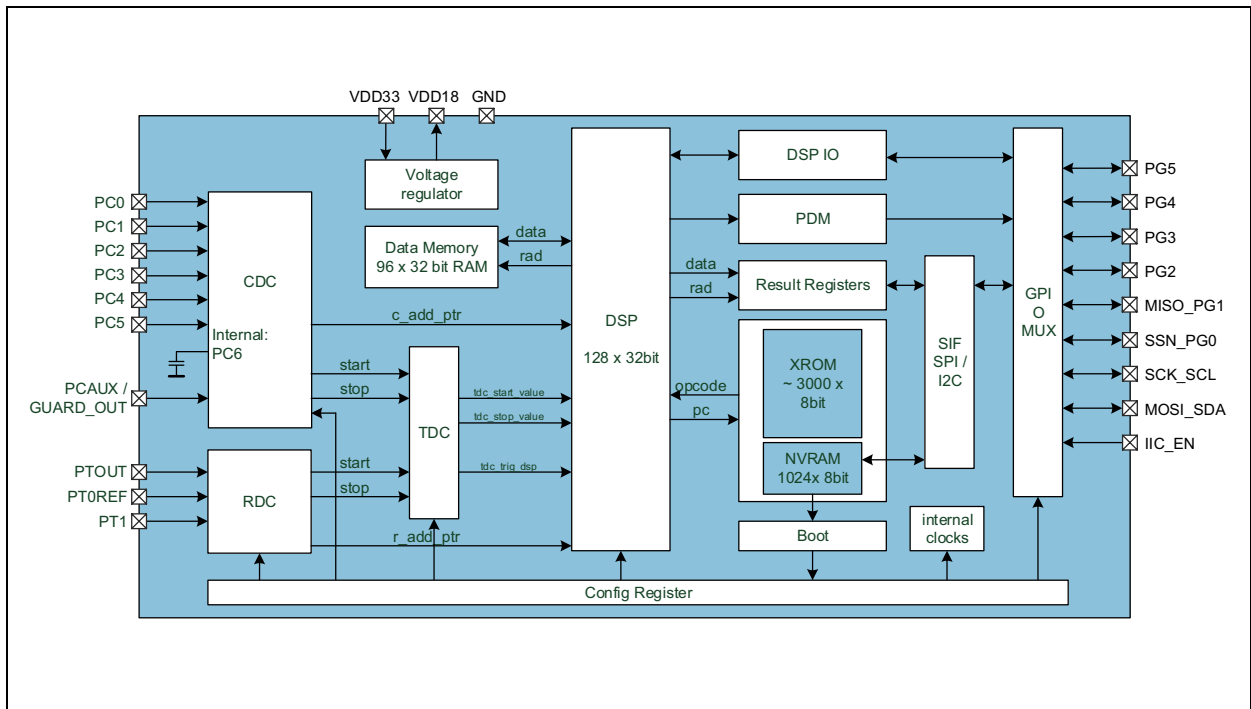 VDD33 VDD18 GND
Voltage
regulator
Data Memory
96 x 32 bit RAM
data
rad
PC0
PC1
PC2
PC3
PC4
PC5
PCAUX /
GUARD_OUT
CDC
Internal:
PC6
c_add_ptr
start
stop
TDC
tdc_start_value
tdc_stop_value
tdc_trig_dsp
PTOUT
PT0REF
PT1
RDC
start
stop
r_add_ptr
DSP
128 x 32bit
DSP IO
PDM
data
rad
Result Registers
opcode
pc
XROM
~ 3000 x
8bit
NVRAM
1024x 8bit
Boot
internal
clocks
SIF
SPI /
I2C
GPI
O
MUX
PG5
PG4
PG3
PG2
MISO_PG1
SSN_PG0
SCK_SCL
MOSI_SDA
IIC_EN
Config Register